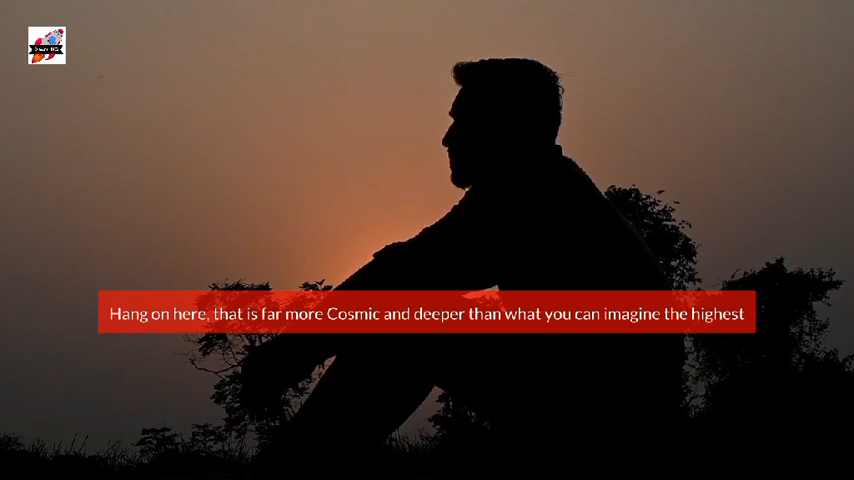 Hang on here, that is far more Cosmic and deeper than what you can imagine the highest